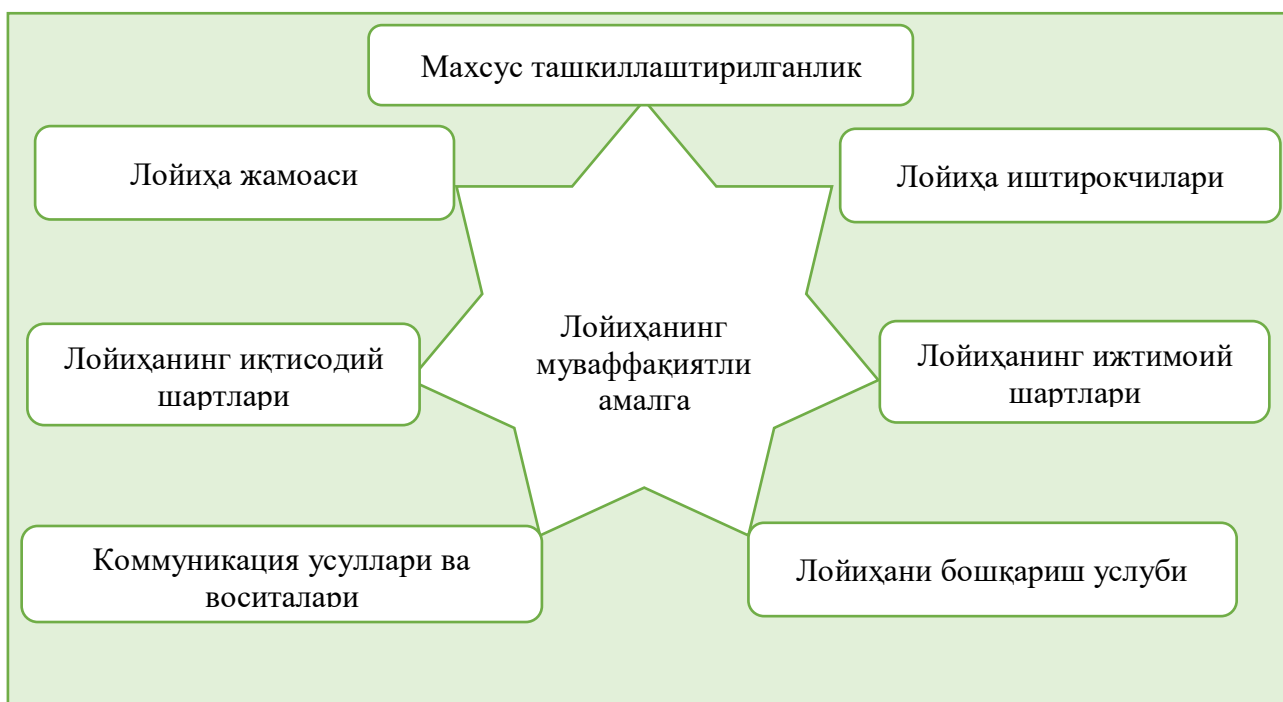 Махсус ташкиллаштирилганлик
Лойиҳа жамоаси
Лойиҳа иштирокчилари
Лойиҳанинг
муваффақиятли
амалга
Лойиҳанинг иқтисодий
шартлари
Лойиҳанинг ижтимоий
шартлари
Коммуникация усуллари ва
воситалари
Лойиҳани бошқариш услуби